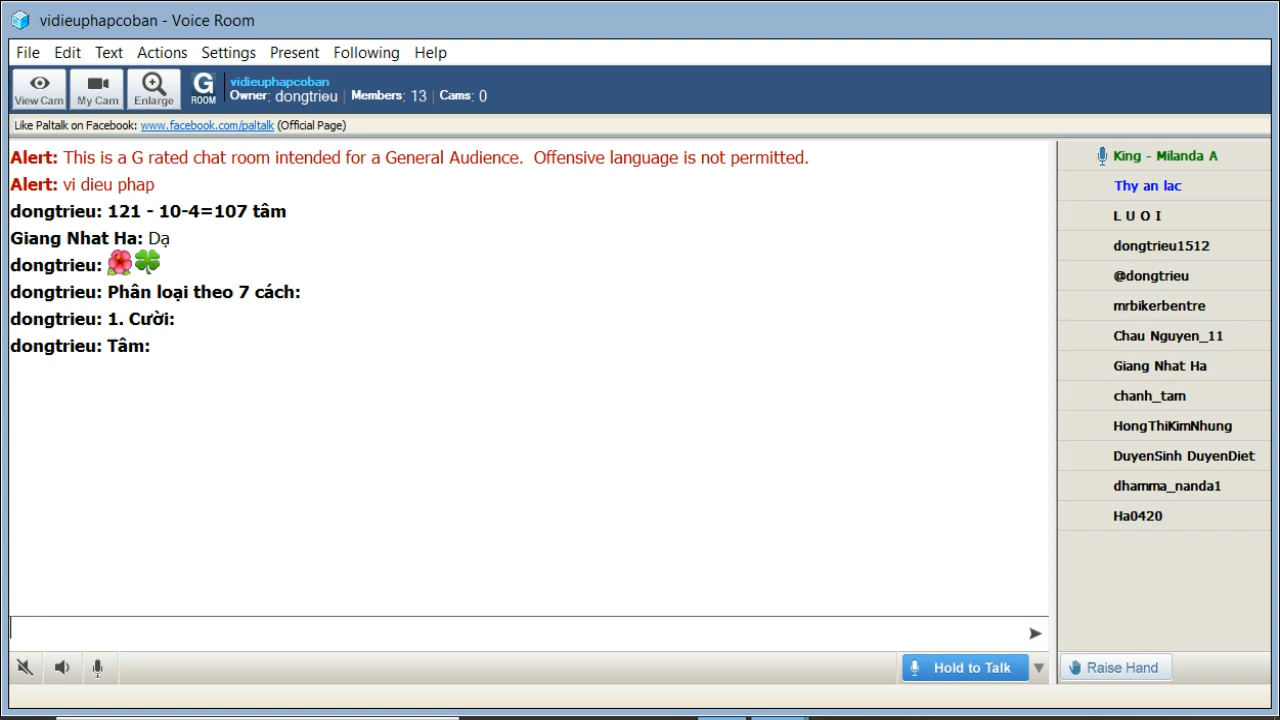 vidieuphapcoban - Voice Room
File Edit Text Actions Settings Present Following Help
View Cam My Cam Enlarge G ROOM
vidieuphapcoban
Owner: dongtrieu | Members: 13 | Cams: 0
Like Paltalk on Facebook: www.facebook.com/paltalk (Official Page)
Alert: This is a G rated chat room intended for a General Audience. Offensive language is not permitted.
Alert: vi dieu phap
dongtrieu: 121 - 10-4=107 tâm
Giang Nhat Ha: Dạ
dongtrieu:
dongtrieu: Phân loại theo 7 cách:
dongtrieu: 1. Cười:
dongtrieu: Tâm:
King - Milanda A
Thy an lac
L U O I
dongtrieu1512
@dongtrieu
mrbikerbentre
Chau Nguyen_11
Giang Nhat Ha
chanh_tam
HongThiKimNhung
DuyenSinh DuyenDiet
dhamma_nanda1
Ha0420
Hold to Talk
Raise Hand